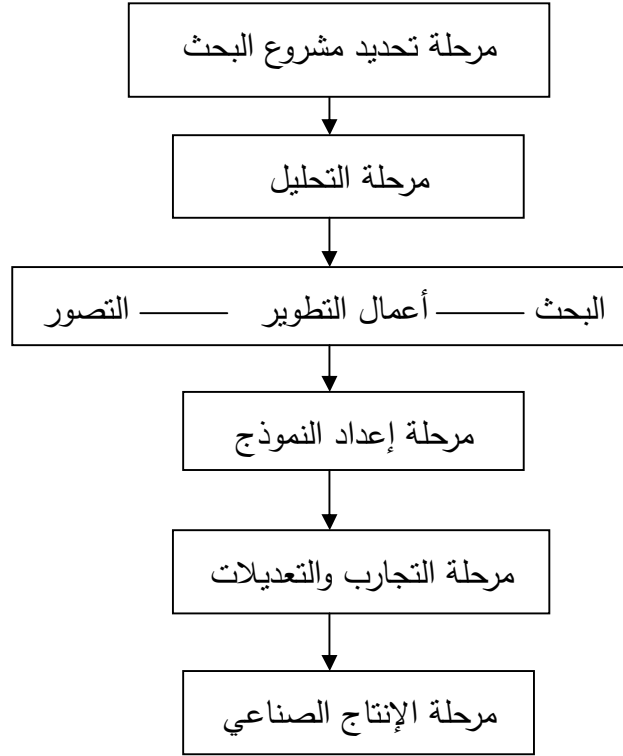 مرحلة تحديد مشروع البحث
مرحلة التحليل
البحث —— أعمال التطوير —— التصور
مرحلة إعداد النموذج
مرحلة التجارب والتعديلات
مرحلة الإنتاج الصناعي